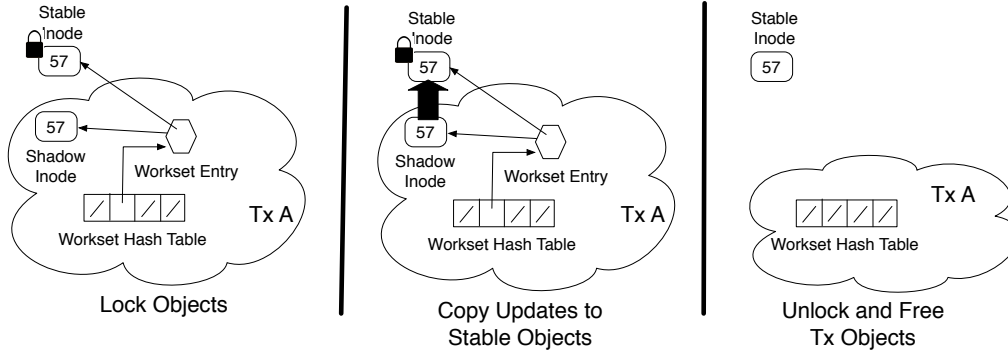 Stable
Inode
57
57
Shadow
Inode
Workset Entry
Tx A
Workset Hash Table
Lock Objects
Stable
Inode
57
57
Shadow
Inode
Workset Entry
Tx A
Workset Hash Table
Copy Updates to
Stable Objects
Stable
Inode
57
Tx A
Workset Hash Table
Unlock and Free
Tx Objects